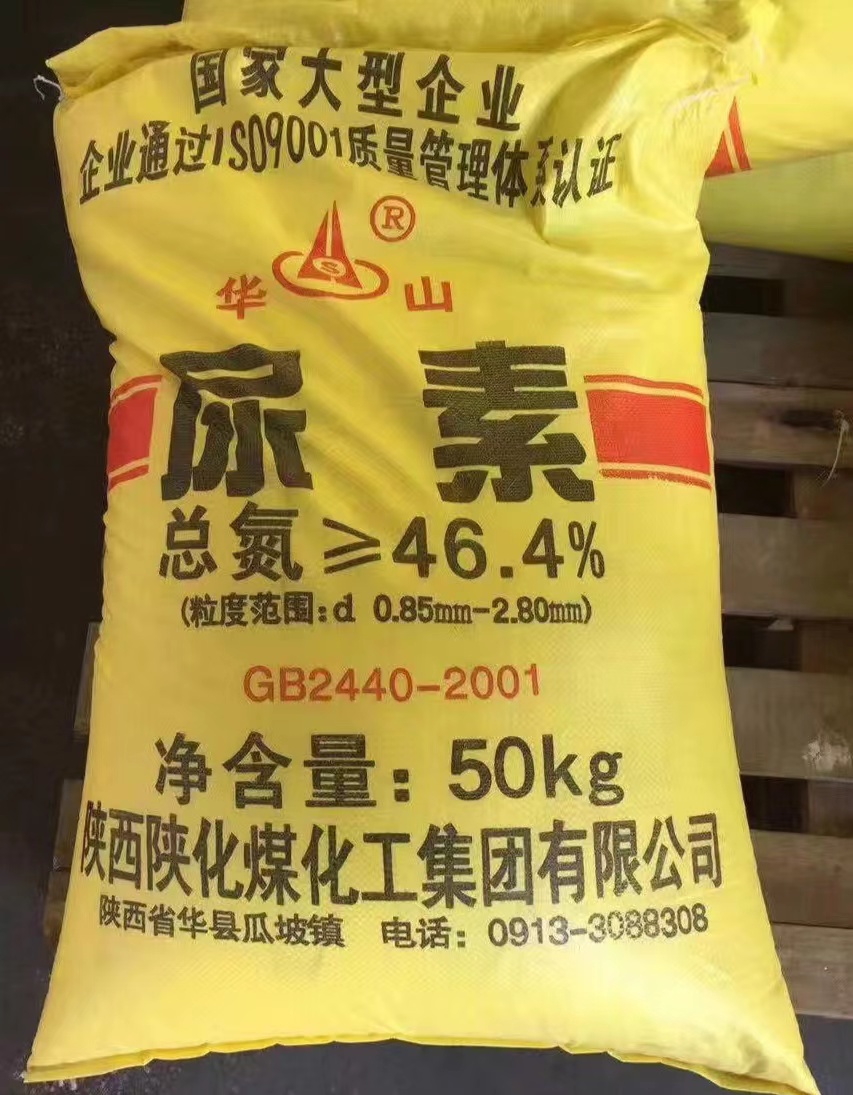 国家大型企业
企业通过ISO9001质量管理体系认证
®
S
华山
尿素
总氮≥46.4%
(粒度范围:d 0.85mm-2.80mm)
GB2440-2001
净含量:50kg
陕西陕化煤化工集团有限公司
陕西省华县瓜坡镇 电话:0913-3088308